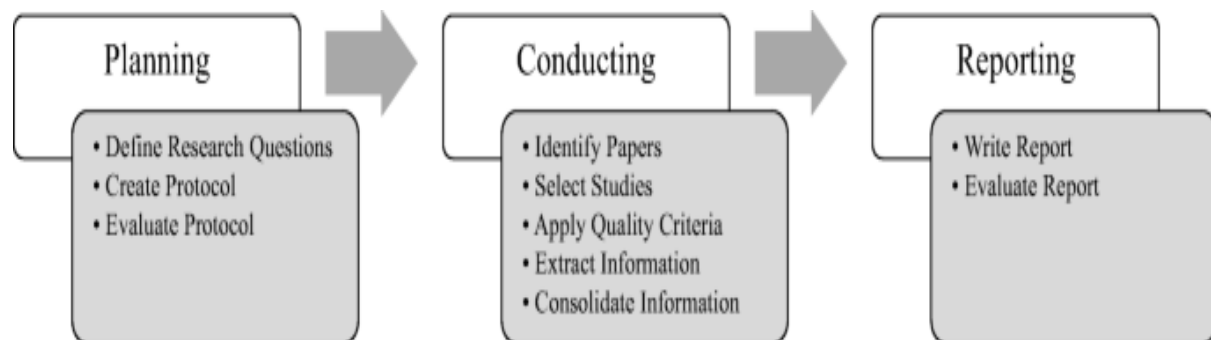 Planning
• Define Research Questions
• Create Protocol
• Evaluate Protocol
Conducting
• Identify Papers
• Select Studies
• Apply Quality Criteria
• Extract Information
• Consolidate Information
Reporting
• Write Report
• Evaluate Report